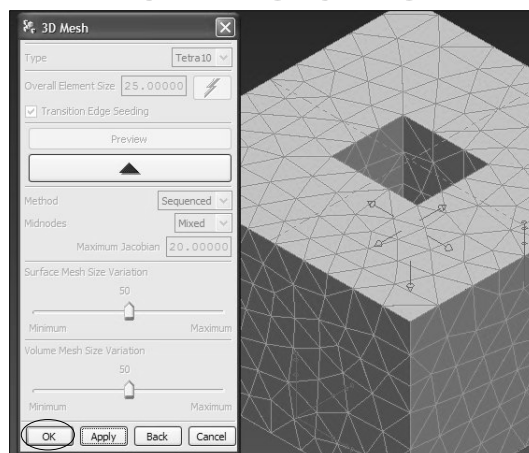 3D Mesh
Type Tetra10
Overall Element Size 25.00000
Transition Edge Seeding
Preview
Method Sequenced
Midnodes Mixed
Maximum Jacobian 20.00000
Surface Mesh Size Variation
50
Minimum Maximum
Volume Mesh Size Variation
50
Minimum Maximum
OK Apply Back Cancel